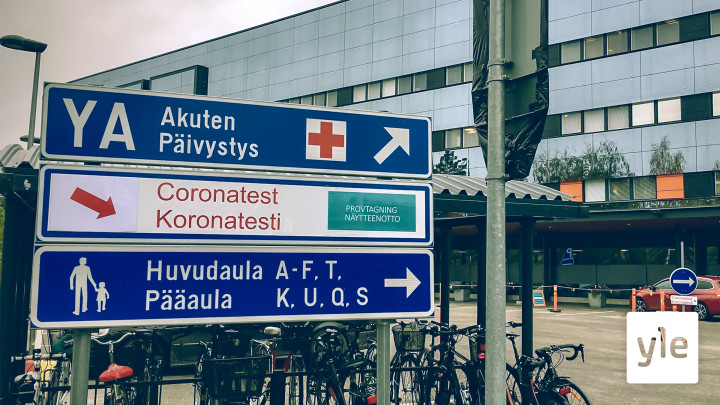 YA
Akuten
Päivystys
Coronatest
Koronatesti
PROVTAGNING
NÄYTTEENOTTO
Huvudaula A-F, T,
Pääaula K, U, Q, S
yle